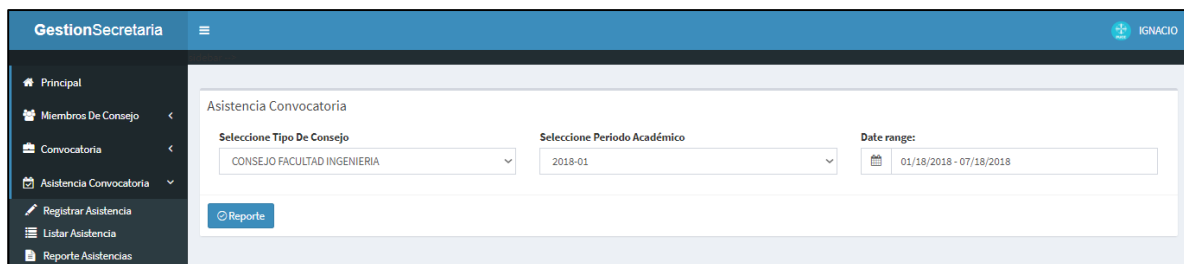 GestionSecretaria
IGNACIO
Principal
Miembros De Consejo
Convocatoria
Asistencia Convocatoria
Registrar Asistencia
Listar Asistencia
Reporte Asistencias
Asistencia Convocatoria
Seleccione Tipo De Consejo
CONSEJO FACULTAD INGENIERIA
Seleccione Periodo Académico
2018-01
Date range:
01/18/2018 - 07/18/2018
Reporte